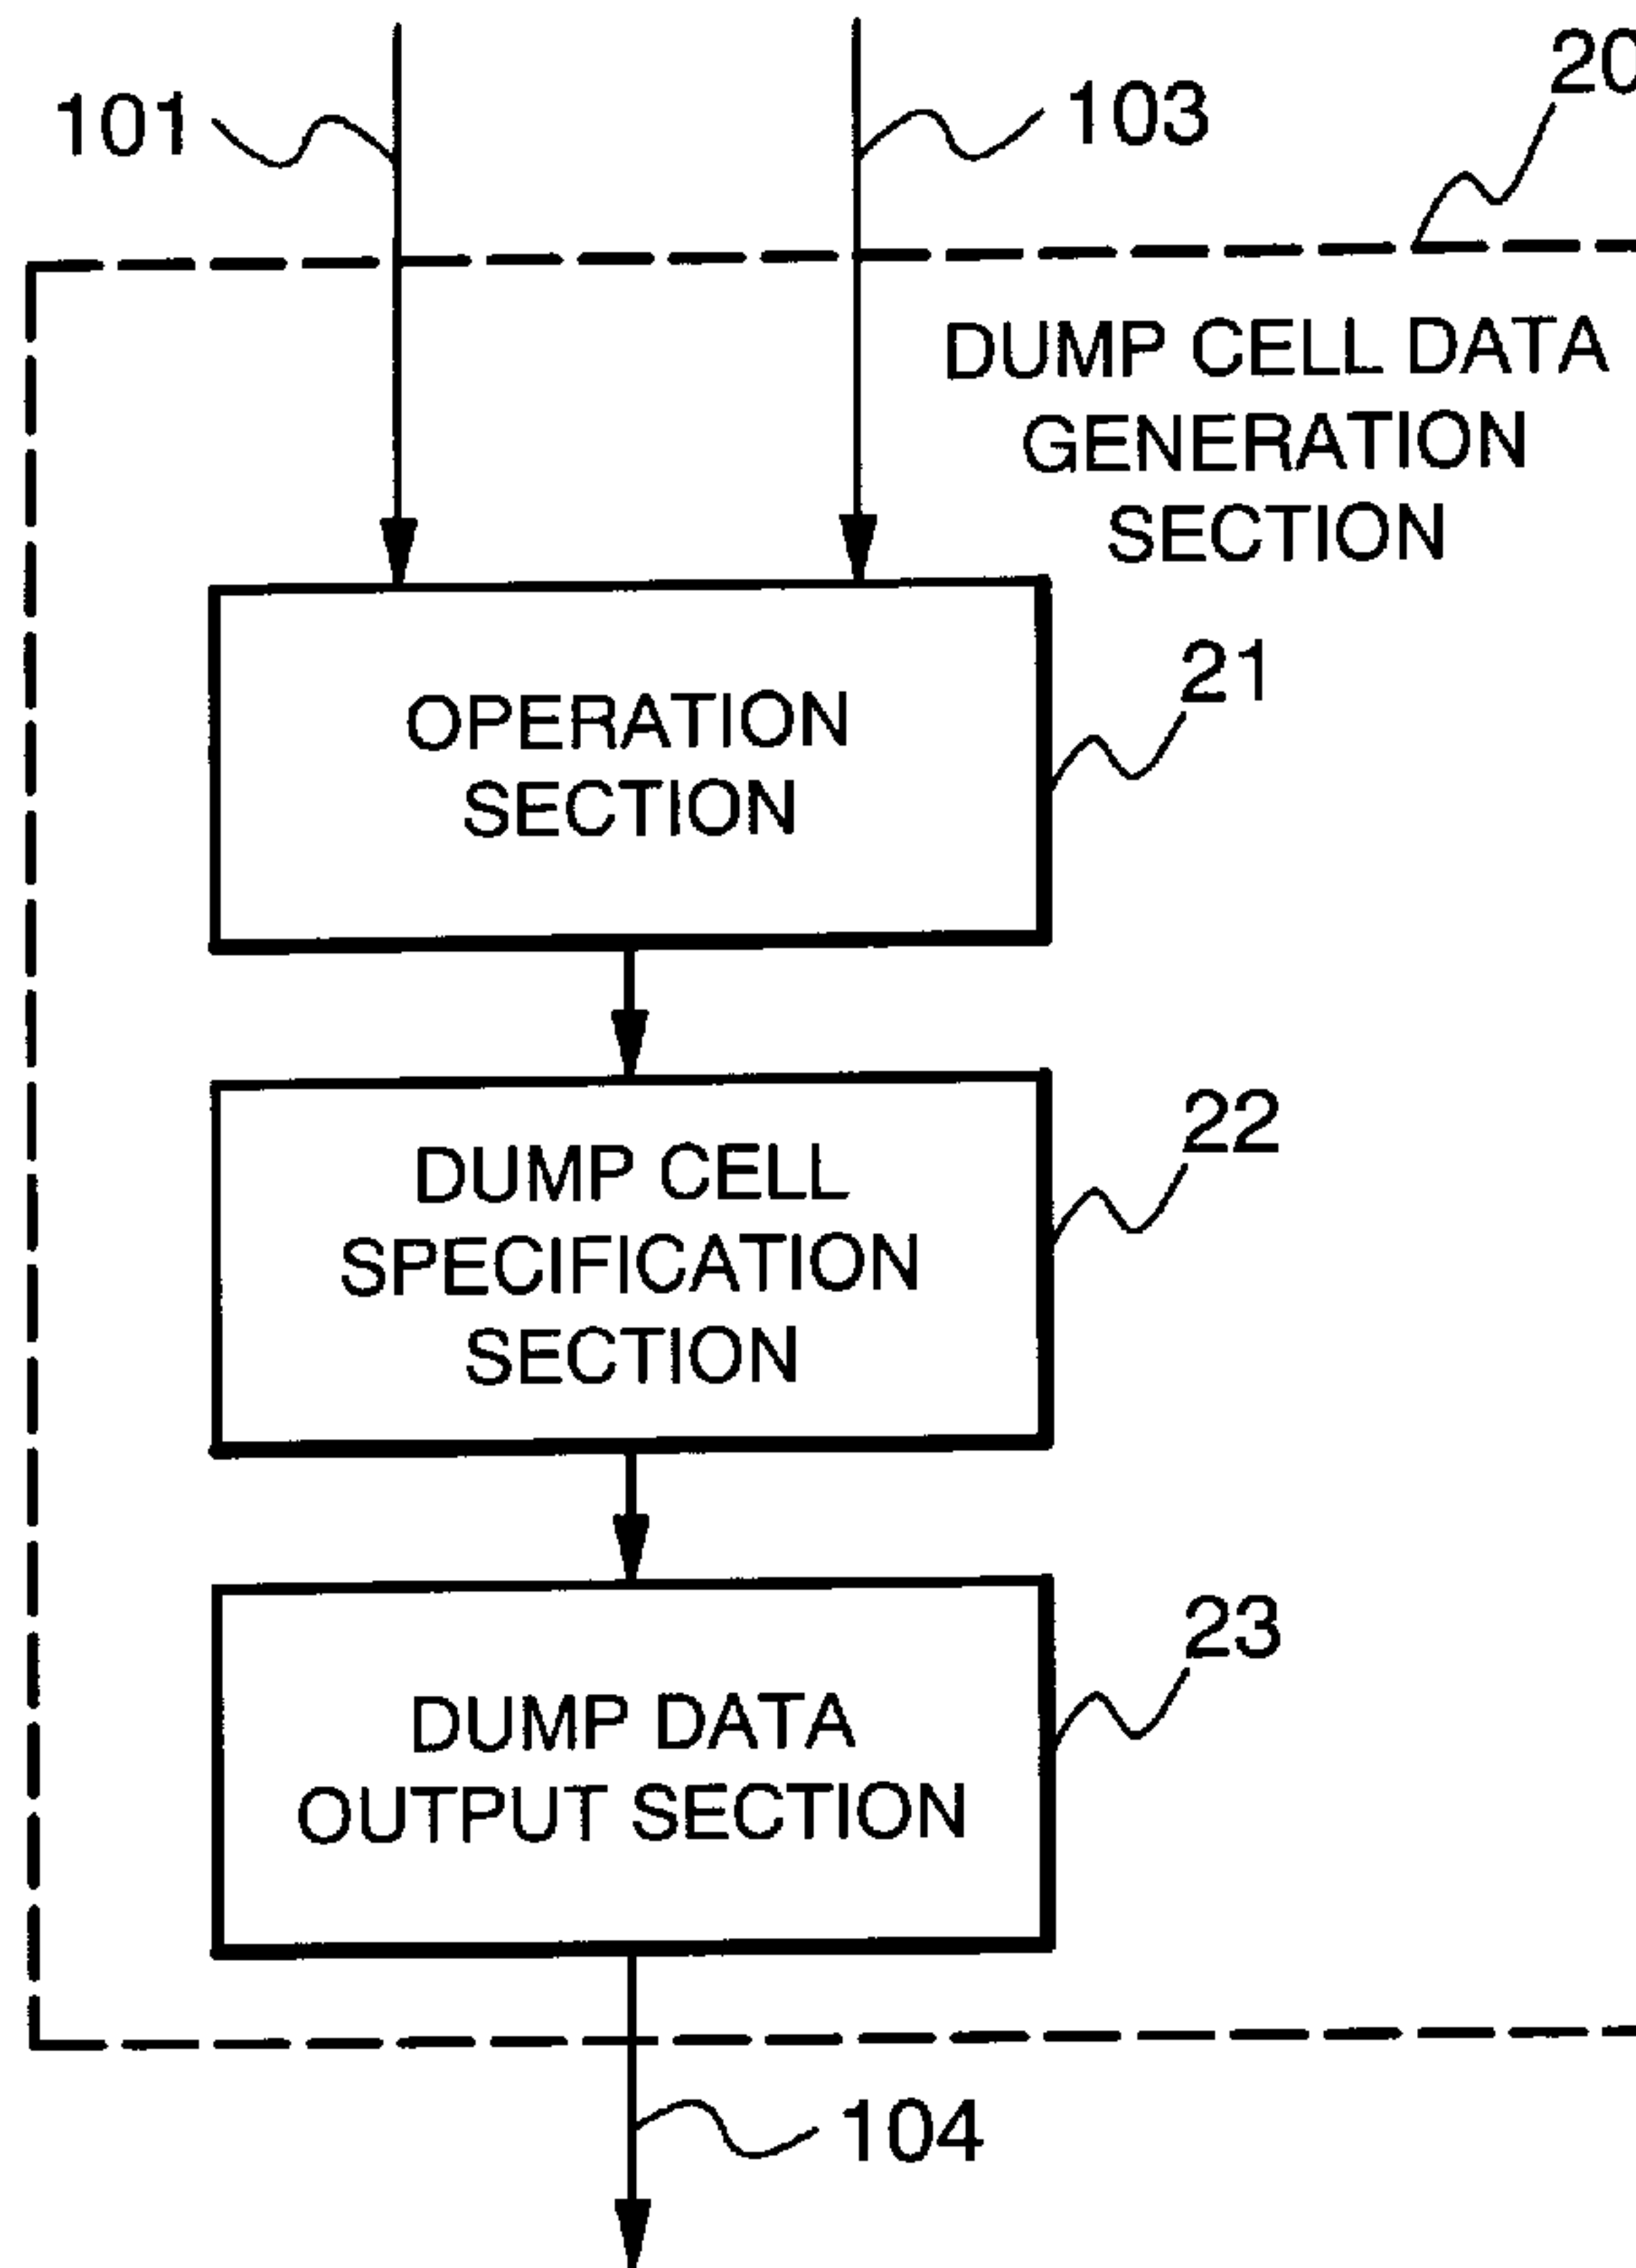 101
103
20
DUMP CELL DATA
GENERATION
SECTION
OPERATION
SECTION
21
DUMP CELL
SPECIFICATION
SECTION
22
DUMP DATA
OUTPUT SECTION
23
104